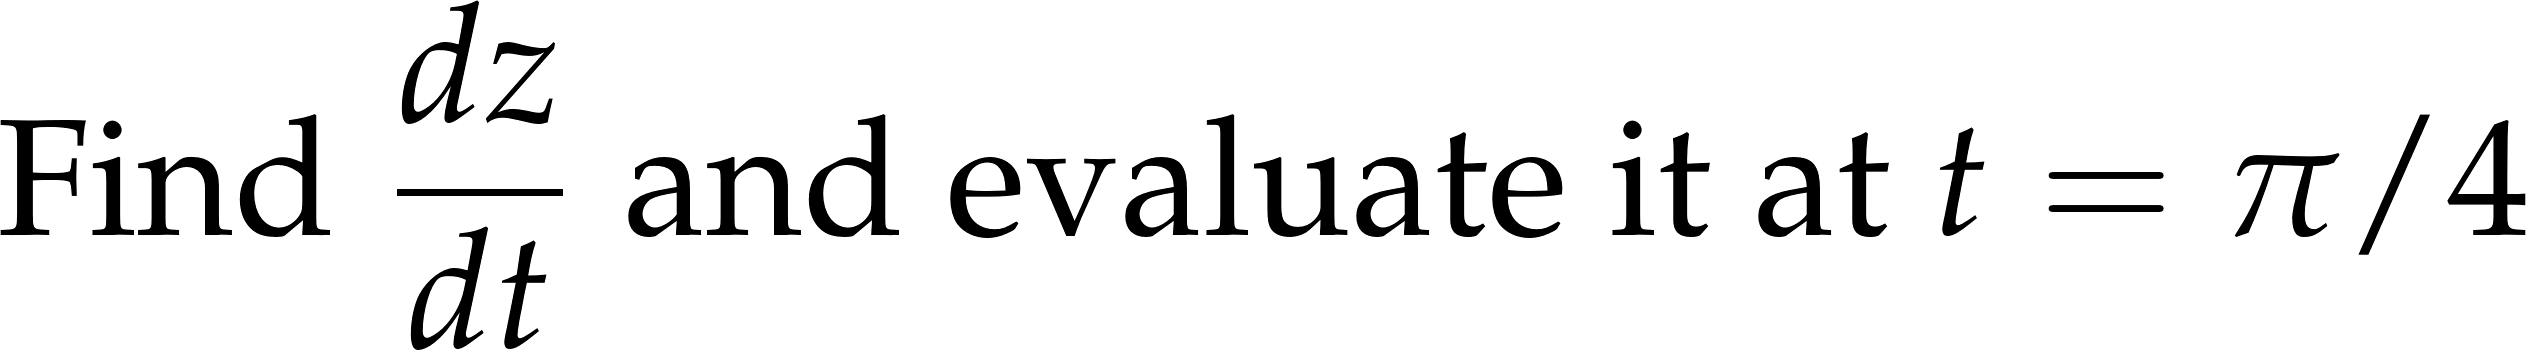 Find dz/dt and evaluate it at t = π/4